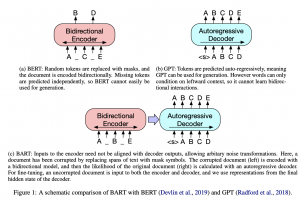 B D
Bidirectional
Encoder
A _ C _ E
(a) BERT: Random tokens are replaced with masks, and
the document is encoded bidirectionally. Missing tokens
are predicted independently, so BERT cannot easily be
used for generation.
A B C D E
Autoregressive
Decoder
<s> A B C D
(b) GPT: Tokens are predicted auto-regressively, meaning
GPT can be used for generation. However words can only
condition on leftward context, so it cannot learn bidirec-
tional interactions.
Bidirectional
Encoder
A _ B _ E
A B C D E
Autoregressive
Decoder
<s> A B C D
(c) BART: Inputs to the encoder need not be aligned with decoder outputs, allowing arbitrary noise transformations. Here, a
document has been corrupted by replacing spans of text with mask symbols. The corrupted document (left) is encoded with
a bidirectional model, and then the likelihood of the original document (right) is calculated with an autoregressive decoder.
For fine-tuning, an uncorrupted document is input to both the encoder and decoder, and we use representations from the final
hidden state of the decoder.
Figure 1: A schematic comparison of BART with BERT (Devlin et al., 2019) and GPT (Radford et al., 2018).